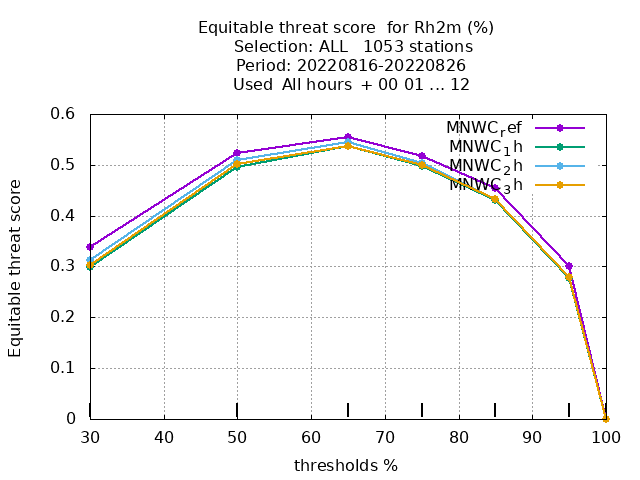 Equitable threat score  for Rh2m (%)
Selection: ALL   1053 stations
Period: 20220816-20220826
Used  All hours  + 00 01 ... 12
0.6
0.5
0.4
0.3
0.2
0.1
0
Equitable threat score
MNWC_ref
MNWC_1h
MNWC_2h
MNWC_3h
30 40 50 60 70 80 90 100
thresholds %